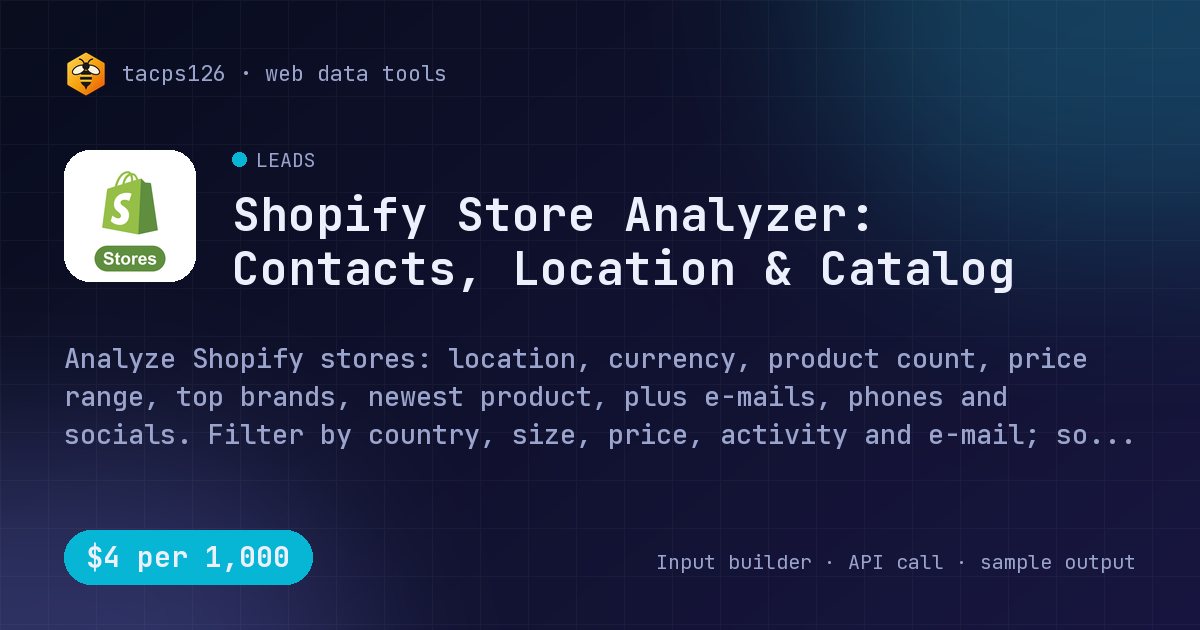 tacps126 · web data tools
LEADS
Shopify Store Analyzer:
Contacts, Location & Catalog
S
Stores
Analyze Shopify stores: location, currency, product count, price
range, top brands, newest product, plus e-mails, phones and
socials. Filter by country, size, price, activity and e-mail; so...
$4 per 1,000
Input builder · API call · sample output